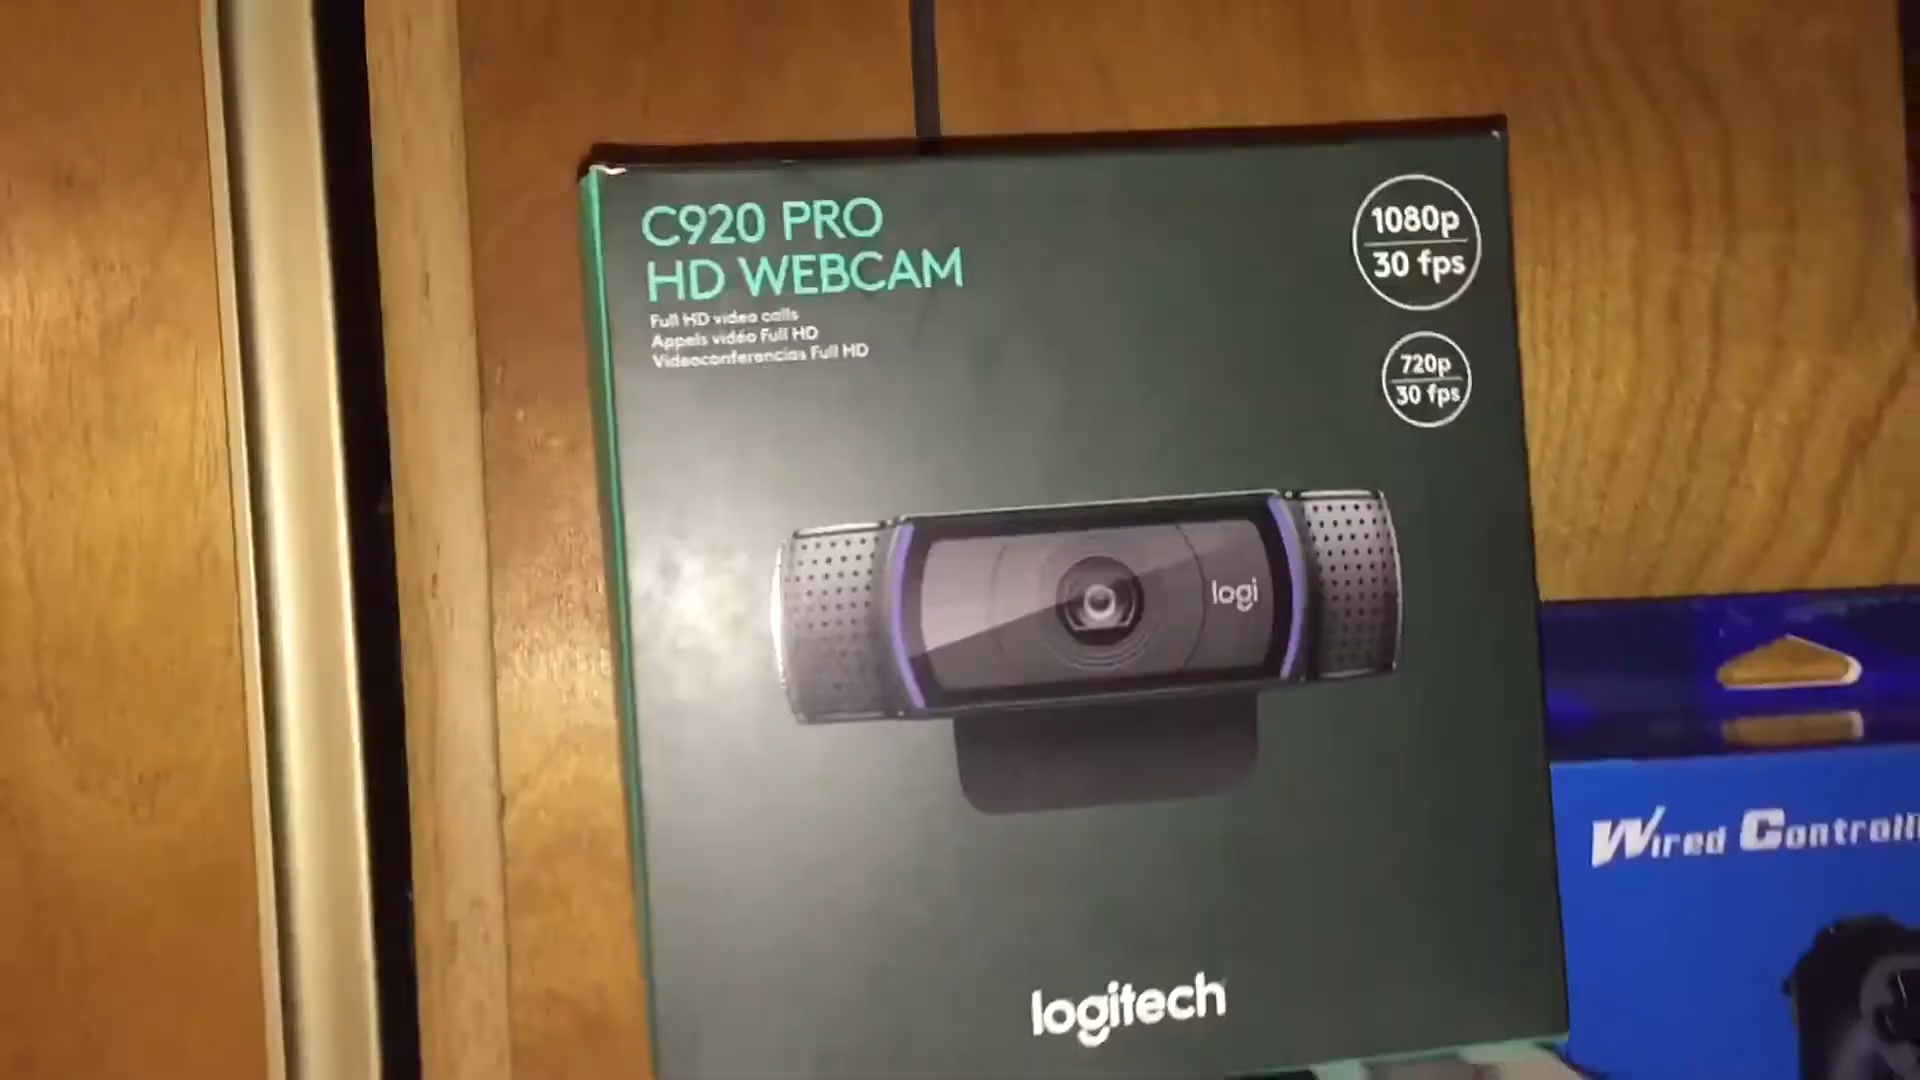 C920 PRO
HD WEBCAM
Full HD video calls
Appels vidéo Full HD
Videoconferencias Full HD
1080p
30 fps
720p
30 fps
logi
logitech
Wired